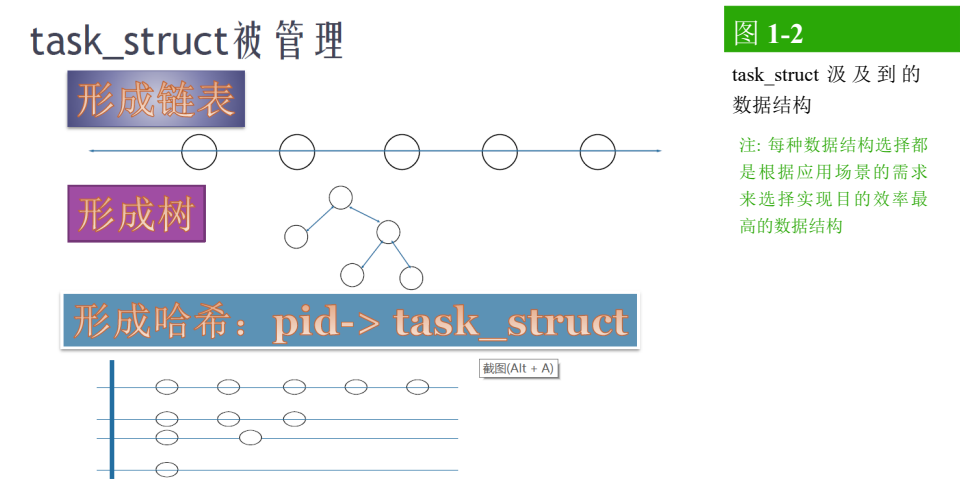 task_struct被管理
形成链表
形成树
形成哈希：pid-> task_struct
截图(Alt + A)
图 1-2
task_struct 汲及到的
数据结构
注: 每种数据结构选择都
是根据应用场景的需求
来选择实现目的效率最
高的数据结构